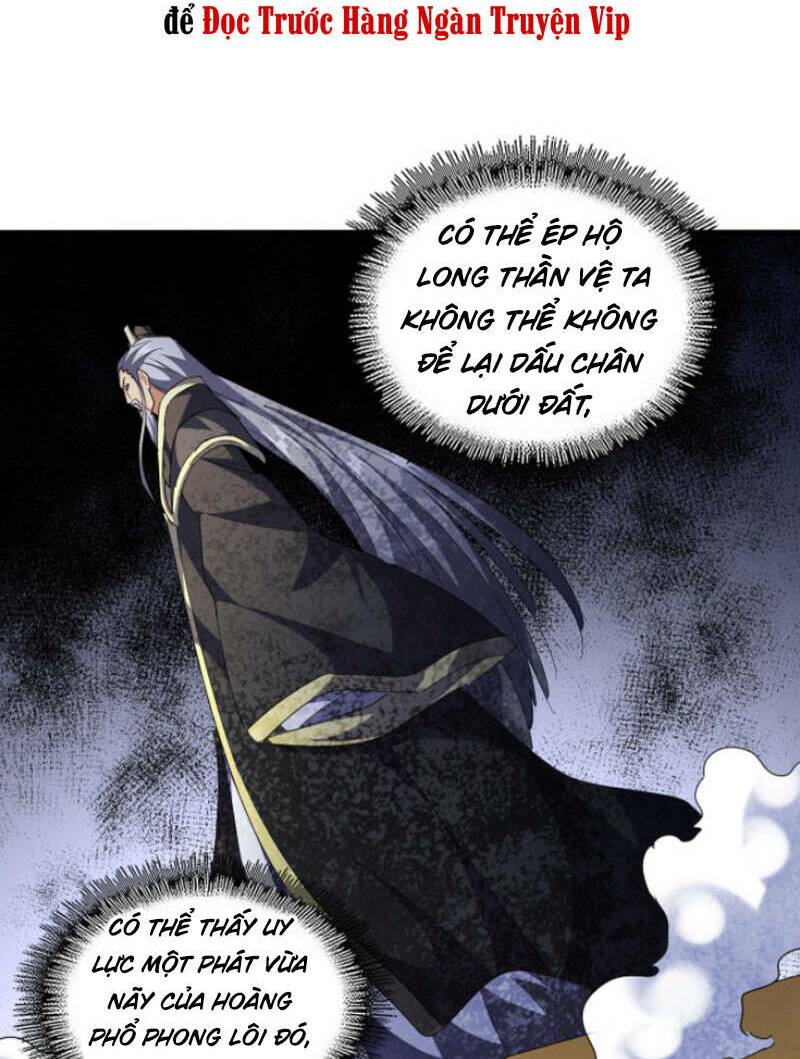 để Đọc Trước Hàng Ngàn Truyện Vip
CÓ THỂ ÉP HỘ
LONG THẦN VỆ TA
KHÔNG THỂ KHÔNG
ĐỂ LẠI DẤU CHÂN
DƯỚI ĐẤT,
CÓ THỂ THẤY UY
LỰC MỘT PHÁT VỪA
NÃY CỦA HOÀNG
PHỔ PHONG LÔI ĐÓ,